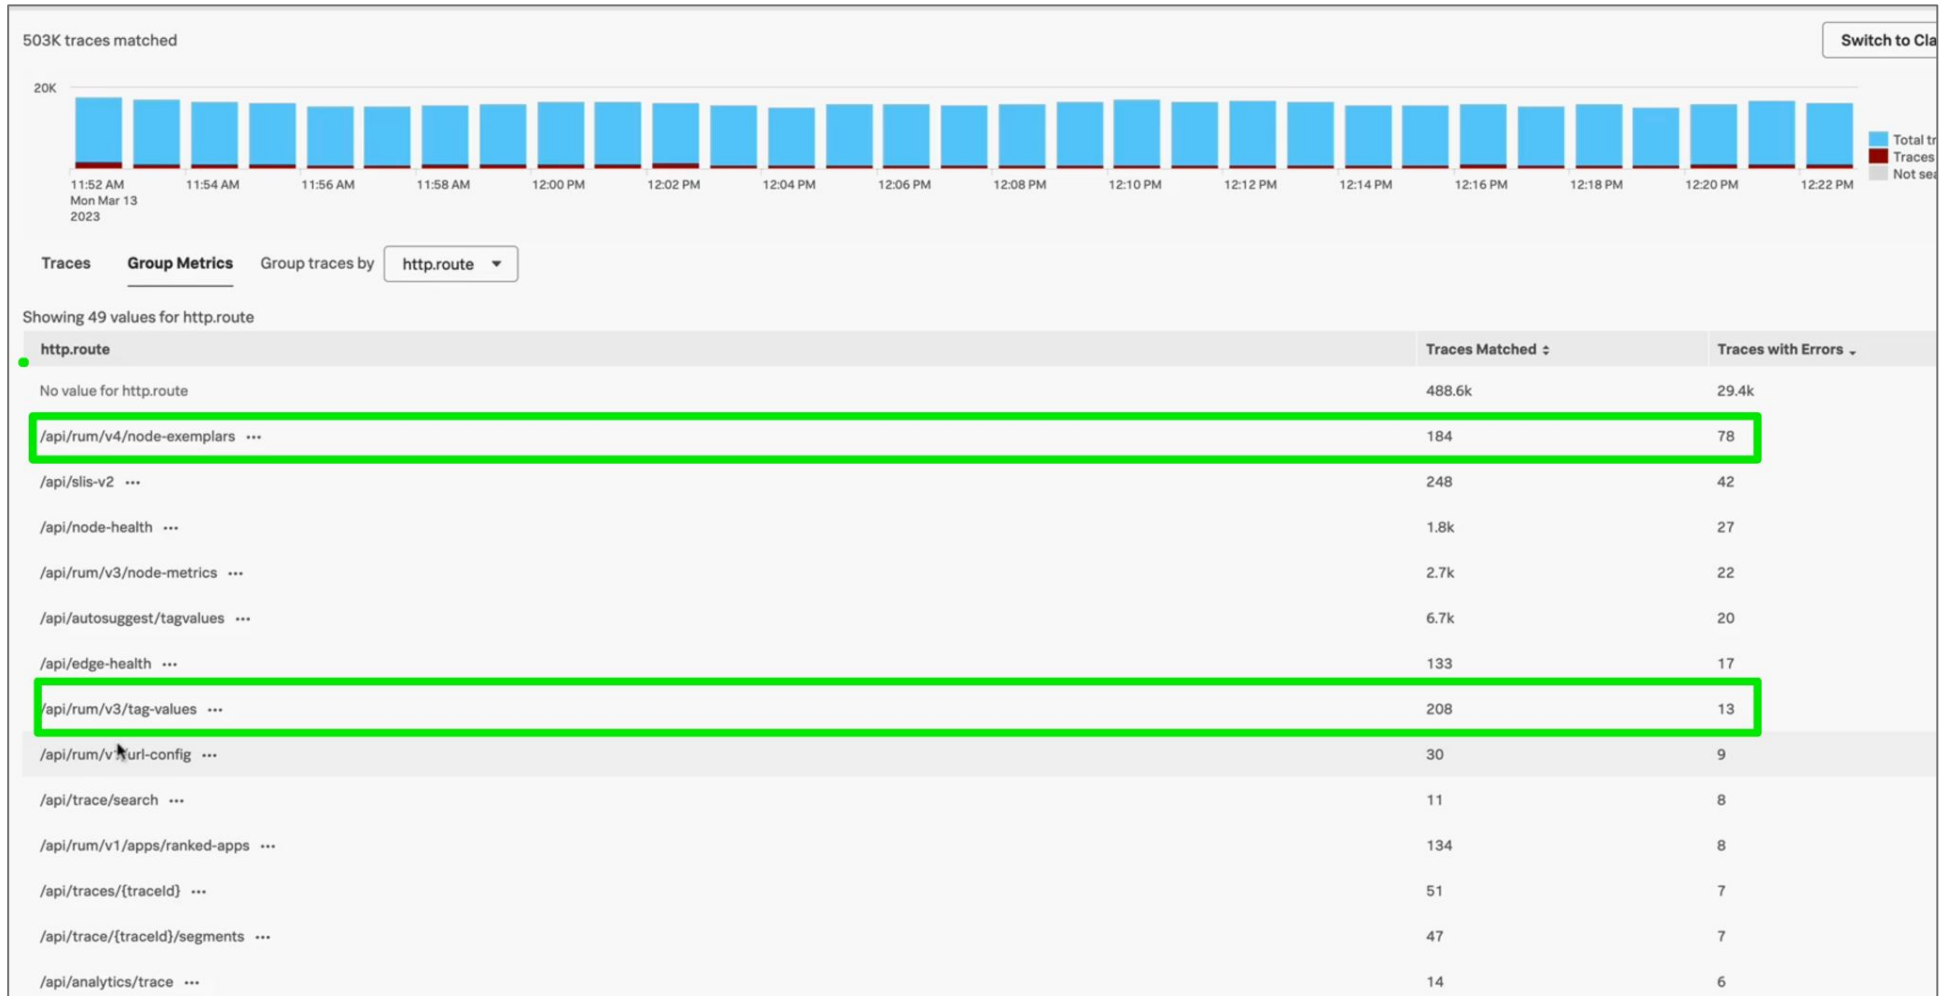 503K traces matched
Switch to Cla
20K
Total tr
Traces
Not sea
11:52 AM 11:54 AM 11:56 AM 11:58 AM 12:00 PM 12:02 PM 12:04 PM 12:06 PM 12:08 PM 12:10 PM 12:12 PM 12:14 PM 12:16 PM 12:18 PM 12:20 PM 12:22 PM
Mon Mar 13
2023
Traces Group Metrics Group traces by http.route
Showing 49 values for http.route
http.route Traces Matched Traces with Errors
No value for http.route 488.6k 29.4k
/api/rum/v4/node-exemplars ... 184 78
/api/slis-v2 ... 248 42
/api/node-health ... 1.8k 27
/api/rum/v3/node-metrics ... 2.7k 22
/api/autosuggest/tagvalues ... 6.7k 20
/api/edge-health ... 133 17
/api/rum/v3/tag-values ... 208 13
/api/rum/v url-config ... 30 9
/api/trace/search ... 11 8
/api/rum/v1/apps/ranked-apps ... 134 8
/api/traces/{traceId} ... 51 7
/api/trace/{traceId}/segments ... 47 7
/api/analytics/trace ... 14 6